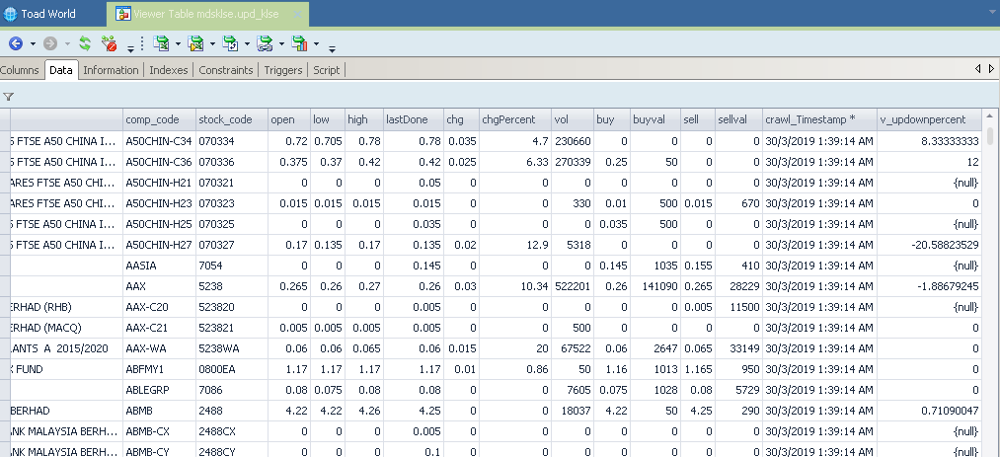 Toad World
Viewer Table mdsklse.upd_klse
Columns Data Information Indexes Constraints Triggers Script
comp_code stock_code open low high lastDone chg chgPercent vol buy buyval sell sellval crawl_Timestamp * v_updownpercent
FTSE A50 CHINA I... A50CHIN-C34 070334 0.72 0.705 0.78 0.78 0.035 4.7 230660 0 0 0 0 30/3/2019 1:39:14 AM 8.33333333
FTSE A50 CHINA I... A50CHIN-C36 070336 0.375 0.37 0.42 0.42 0.025 6.33 270339 0.25 50 0 0 30/3/2019 1:39:14 AM 12
ARES FTSE A50 CHI... A50CHIN-H21 070321 0 0 0 0.05 0 0 0 0 0 0 0 30/3/2019 1:39:14 AM {null}
ARES FTSE A50 CHI... A50CHIN-H23 070323 0.015 0.015 0.015 0.015 0 0 330 0.01 500 0.015 670 30/3/2019 1:39:14 AM 0
FTSE A50 CHINA I... A50CHIN-H25 070325 0 0 0 0.035 0 0 0 0.035 500 0 0 30/3/2019 1:39:14 AM {null}
FTSE A50 CHINA I... A50CHIN-H27 070327 0.17 0.135 0.17 0.135 0.02 12.9 5318 0 0 0 0 30/3/2019 1:39:14 AM -20.58823529
AASIA 7054 0 0 0 0.145 0 0 0 0.145 1035 0.155 410 30/3/2019 1:39:14 AM {null}
AAX 5238 0.265 0.26 0.27 0.26 0.03 10.34 522201 0.26 141090 0.265 28229 30/3/2019 1:39:14 AM -1.88679245
ERHAD (RHB) AAX-C20 523820 0 0 0 0.005 0 0 0 0 0 0.005 11500 30/3/2019 1:39:14 AM {null}
ERHAD (MACQ) AAX-C21 523821 0.005 0.005 0.005 0.005 0 0 500 0 0 0 0 30/3/2019 1:39:14 AM 0
ANTS A 2015/2020 AAX-WA 5238WA 0.06 0.06 0.065 0.06 0.015 20 67522 0.06 2647 0.065 33149 30/3/2019 1:39:14 AM 0
FUND ABFMY1 0800EA 1.17 1.17 1.17 1.17 0.01 0.86 50 1.16 1013 1.165 950 30/3/2019 1:39:14 AM 0
ABLEGRP 7086 0.08 0.075 0.08 0.08 0 0 7605 0.075 1028 0.08 5729 30/3/2019 1:39:14 AM 0
BERHAD ABMB 2488 4.22 4.22 4.26 4.25 0 0 18037 4.22 50 4.25 290 30/3/2019 1:39:14 AM 0.71090047
NK MALAYSIA BERH... ABMB-CX 2488CX 0 0 0 0.005 0 0 0 0 0 0 0 30/3/2019 1:39:14 AM {null}
NK MALAYSIA BERH... ABMB-CY 2488CY 0 0 0 0.1 0 0 0 0 0 0 0 30/3/2019 1:39:14 AM {null}